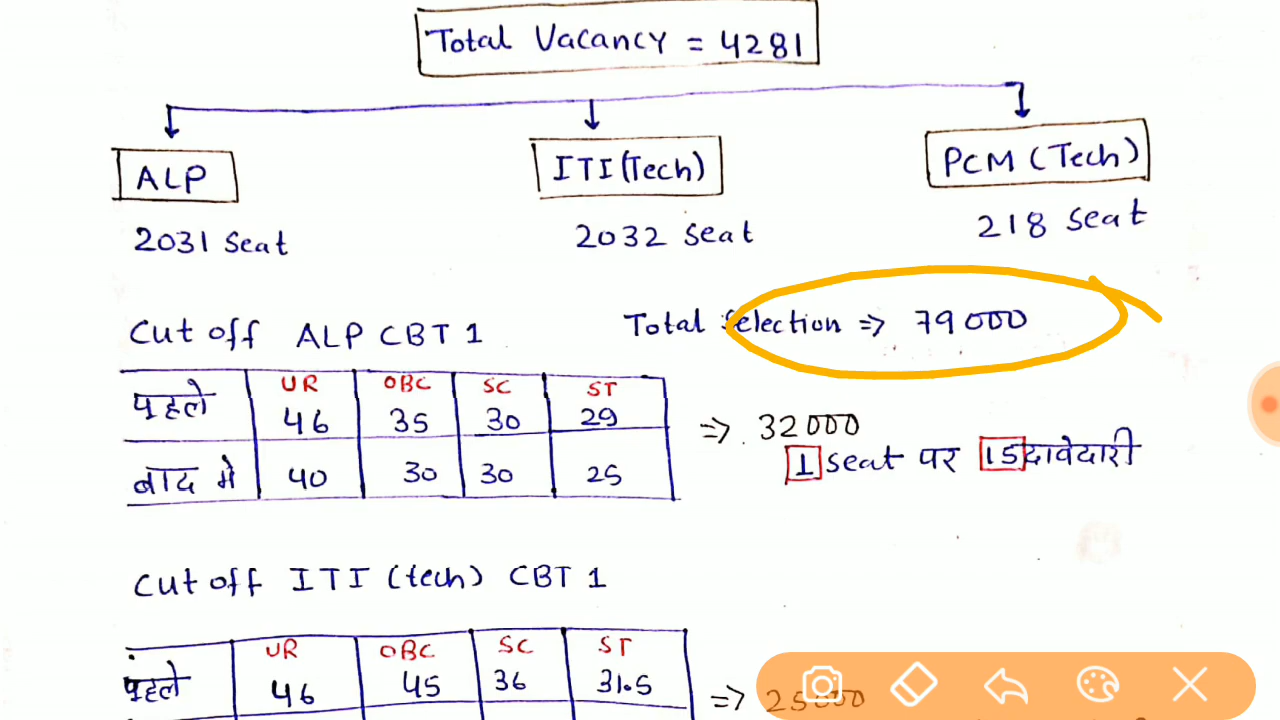 Total Vacancy = 4281
ALP ITI (Tech) PCM (Tech)
2031 Seat 2032 Seat 218 Seat
Cut off ALP CBT 1 Total Selection => 79000
UR OBC SC ST
पहले 46 35 30 29 => 32000
1 seat पर 15 दावेदारी
बाद मे 40 30 30 25
Cut off ITI (tech) CBT 1
UR OBC SC ST
पहले 46 45 36 31.5 => 25000